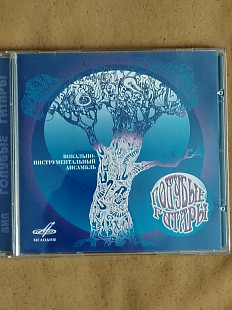 ВИА ГОЛУБЫЕ ГИТАРЫ
ВОКАЛЬНО-
ИНСТРУМЕНТАЛЬНЫЙ
АНСАМБЛЬ
ГОЛУБЫЕ
ГИТАРЫ
МЕЛОДИЯ